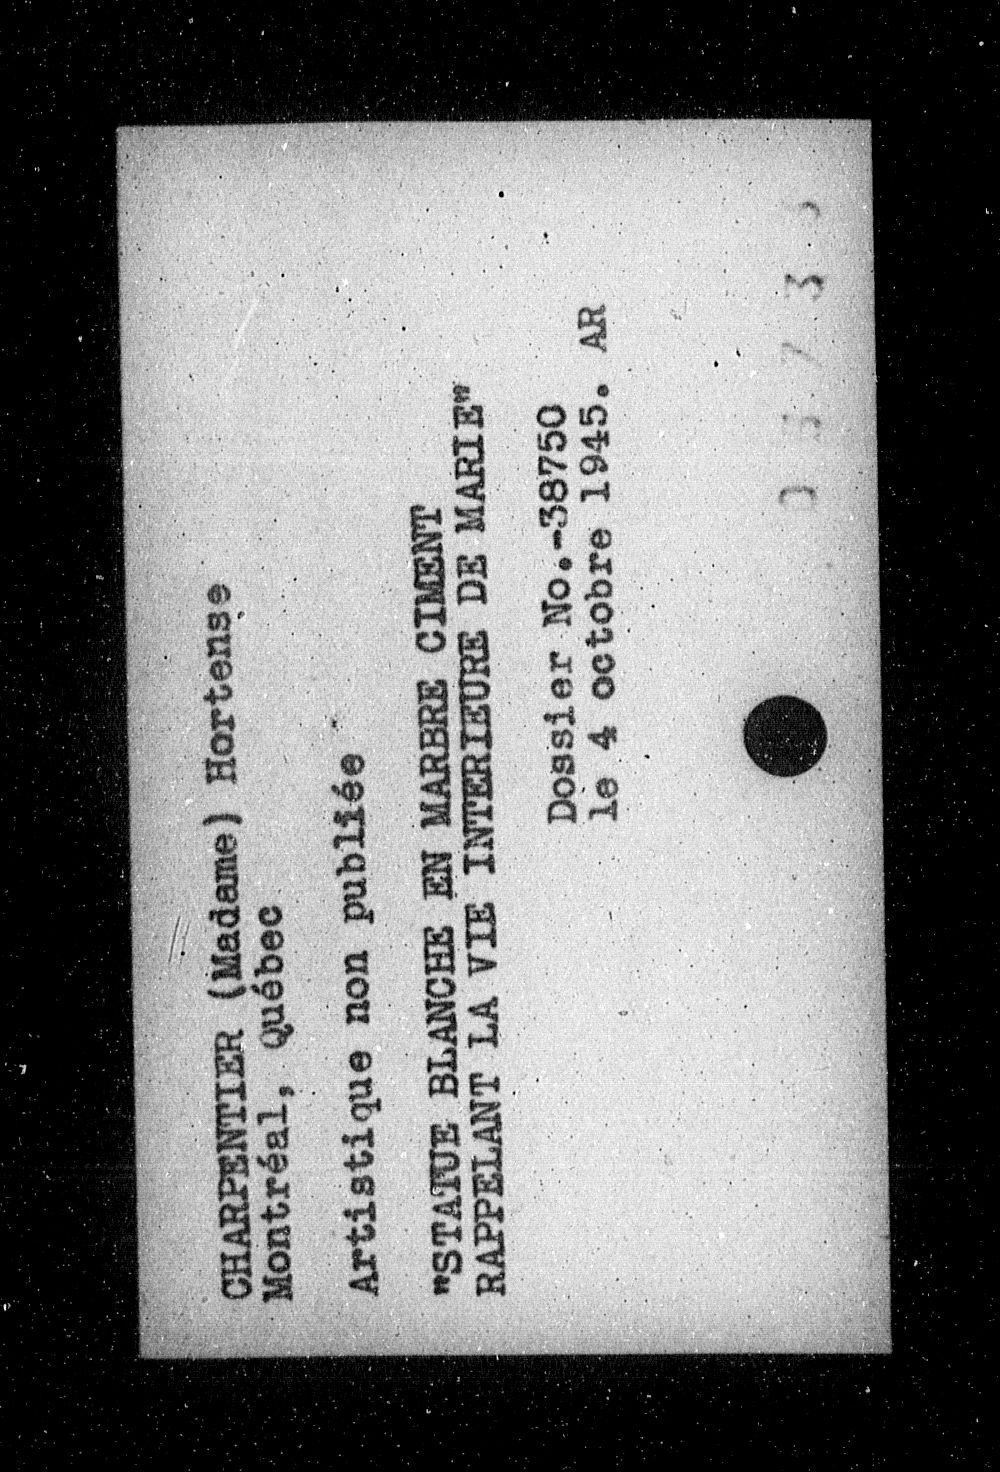 CHARPENTIER (Madame) Hortense
Montréal, Québec
Artistique non publiée
"STATUE BLANCHE EN MARBRE CIMENT
RAPPELANT LA VIE INTERIEURE DE MARIE"
Dossier No.-38750
le 4 octobre 1945. AR